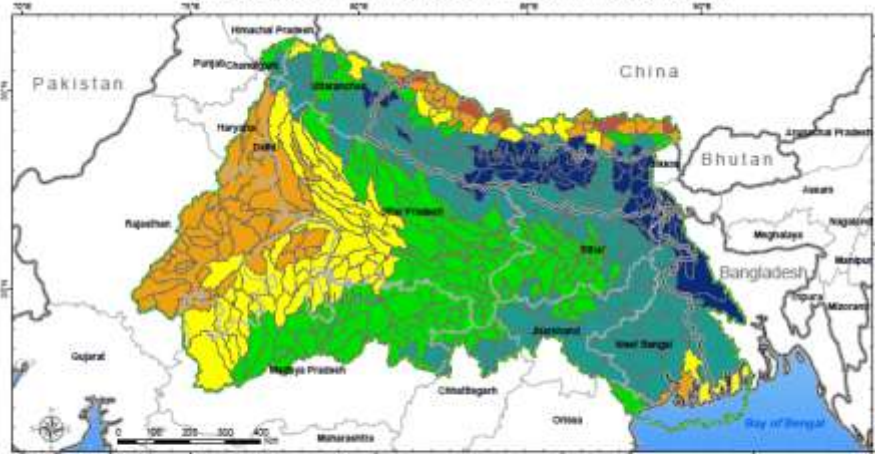 Himachal Pradesh
China
Pakistan
Punjab
Chandigarh
Uttaranchal
Haryana
Delhi
Sikkim
Bhutan
Arunachal Pradesh
Assam
Rajasthan
Uttar Pradesh
Nagaland
Meghalaya
Bihar
Manipur
Bangladesh
Tripura
Mizoram
Jharkhand
West Bengal
Gujarat
Madya Pradesh
Chhattisgarh
Orissa
Bay of Bengal
0 100 200 300 400
Km
Maharashtra